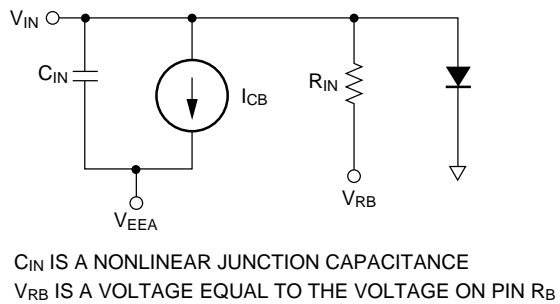 VIN
CIN
ICB
RIN
VRB
VEEA
CIN IS A NONLINEAR JUNCTION CAPACITANCE
VRB IS A VOLTAGE EQUAL TO THE VOLTAGE ON PIN RB